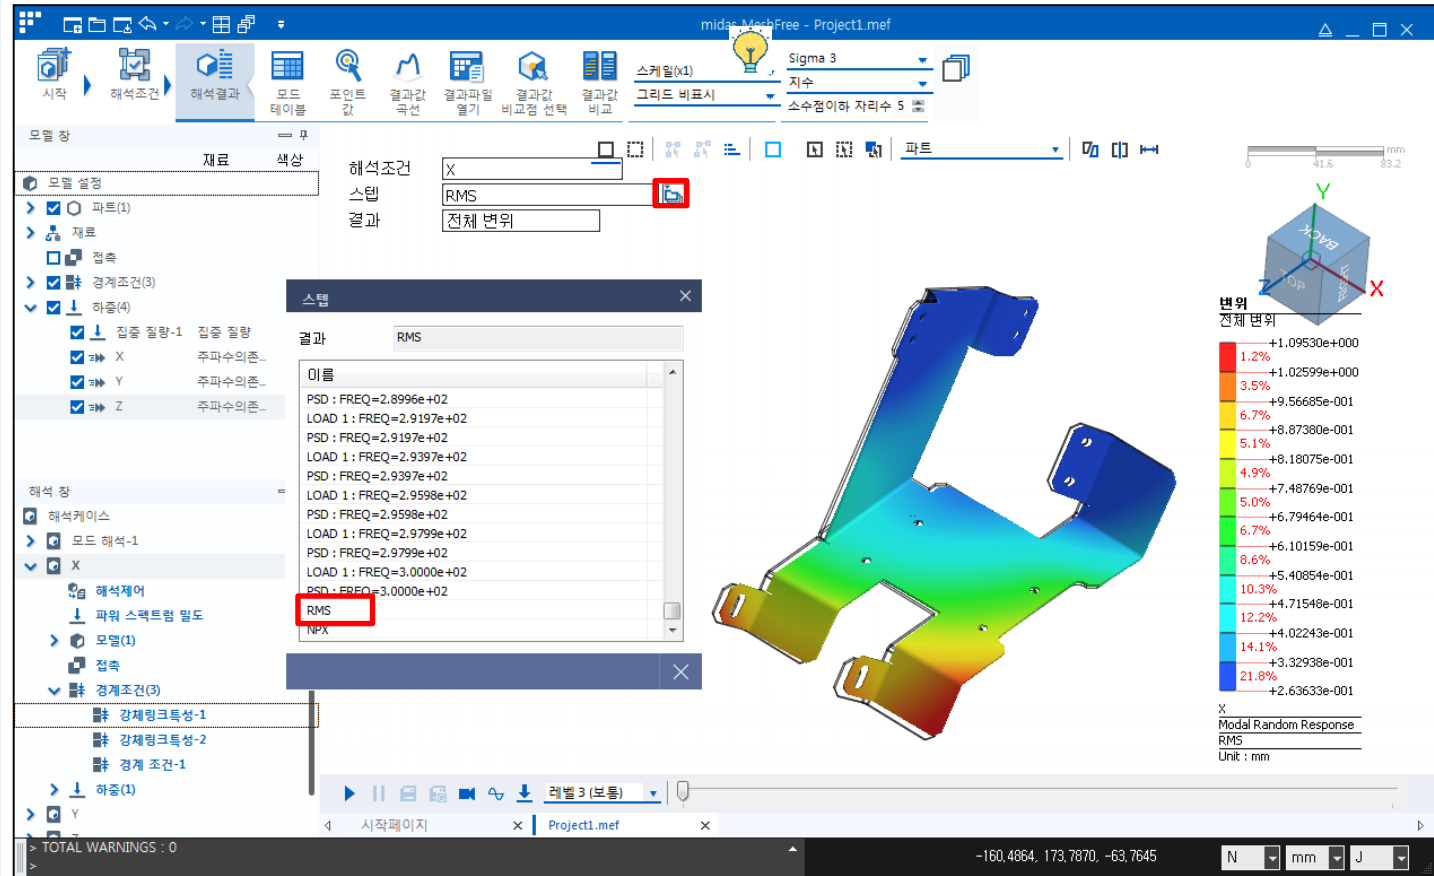 midas MeshFree - Project1.mef
시작
해석조건
해석결과
모드 테이블
포인트 값
결과값 곡선
결과파일 열기
결과값 비교점 선택
결과값 비교
스케일(x1)
그리드 비표시
Sigma 3
지수
소수점이하 자리수 5
모델 창
재료 색상
모델 설정
파트(1)
재료
접촉
경계조건(3)
하중(4)
집중 질량-1 집중 질량
X 주파수의존...
Y 주파수의존...
Z 주파수의존...
해석 창
해석케이스
모드 해석-1
X
해석제어
파워 스펙트럼 밀도
모델(1)
접촉
경계조건(3)
강체링크특성-1
강체링크특성-2
경계 조건-1
하중(1)
Y
파트
해석조건 X
스텝 RMS
결과 전체 변위
스텝
결과 RMS
이름
PSD : FREQ=2.8996e+02
LOAD 1 : FREQ=2.9197e+02
PSD : FREQ=2.9197e+02
LOAD 1 : FREQ=2.9397e+02
PSD : FREQ=2.9397e+02
LOAD 1 : FREQ=2.9598e+02
PSD : FREQ=2.9598e+02
LOAD 1 : FREQ=2.9799e+02
PSD : FREQ=2.9799e+02
LOAD 1 : FREQ=3.0000e+02
PSD : FREQ=3.0000e+02
RMS
NPX
mm
0 41.6 83.2
Y
BACK
TOP
RIGHT
Z
X
변위
전체 변위
+1.09530e+000
1.2%
+1.02599e+000
3.5%
+9.56685e-001
6.7%
+8.87380e-001
5.1%
+8.18075e-001
4.9%
+7.48769e-001
5.0%
+6.79464e-001
6.7%
+6.10159e-001
8.6%
+5.40854e-001
10.3%
+4.71548e-001
12.2%
+4.02243e-001
14.1%
+3.32938e-001
21.8%
+2.63633e-001
X
Modal Random Response
RMS
Unit : mm
레벨 3 (보통)
시작페이지
Project1.mef
> TOTAL WARNINGS : 0
>
-160,4864, 173,7870, -63,7645
N mm J